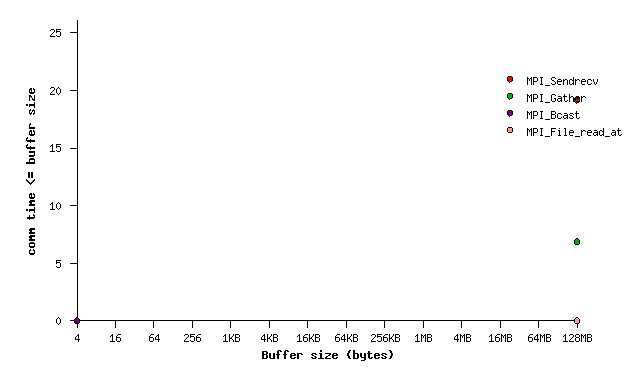 25
20
15
10
5
0
comm time <= buffer size
MPI_Sendrecv
MPI_Gather
MPI_Bcast
MPI_File_read_at
4 16 64 256 1KB 4KB 16KB 64KB 256KB 1MB 4MB 16MB 64MB 128MB
Buffer size (bytes)